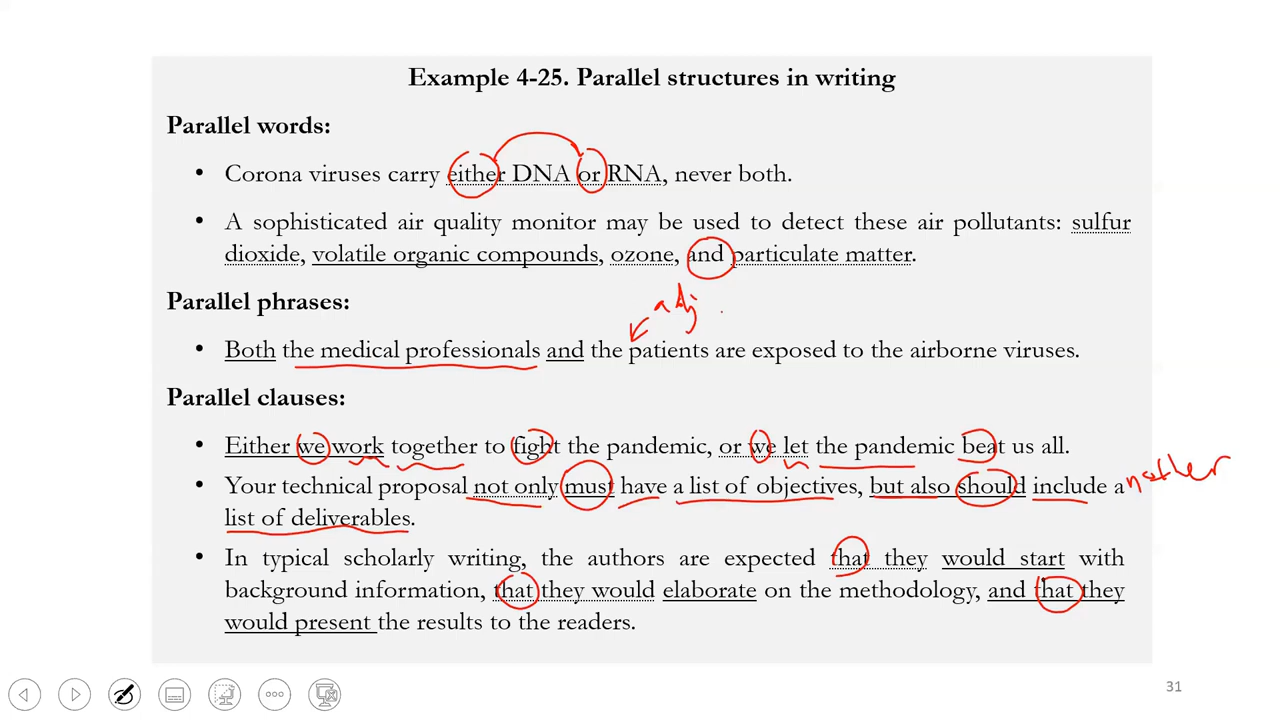 Example 4-25. Parallel structures in writing
Parallel words:
• Corona viruses carry either DNA or RNA, never both.
• A sophisticated air quality monitor may be used to detect these air pollutants: sulfur
dioxide, volatile organic compounds, ozone, and particulate matter.
Parallel phrases:
adj
• Both the medical professionals and the patients are exposed to the airborne viruses.
Parallel clauses:
• Either we work together to fight the pandemic, or we let the pandemic beat us all.
• Your technical proposal not only must have a list of objectives, but also should include a
list of deliverables.
• In typical scholarly writing, the authors are expected that they would start with
background information, that they would elaborate on the methodology, and that they
would present the results to the readers.
31